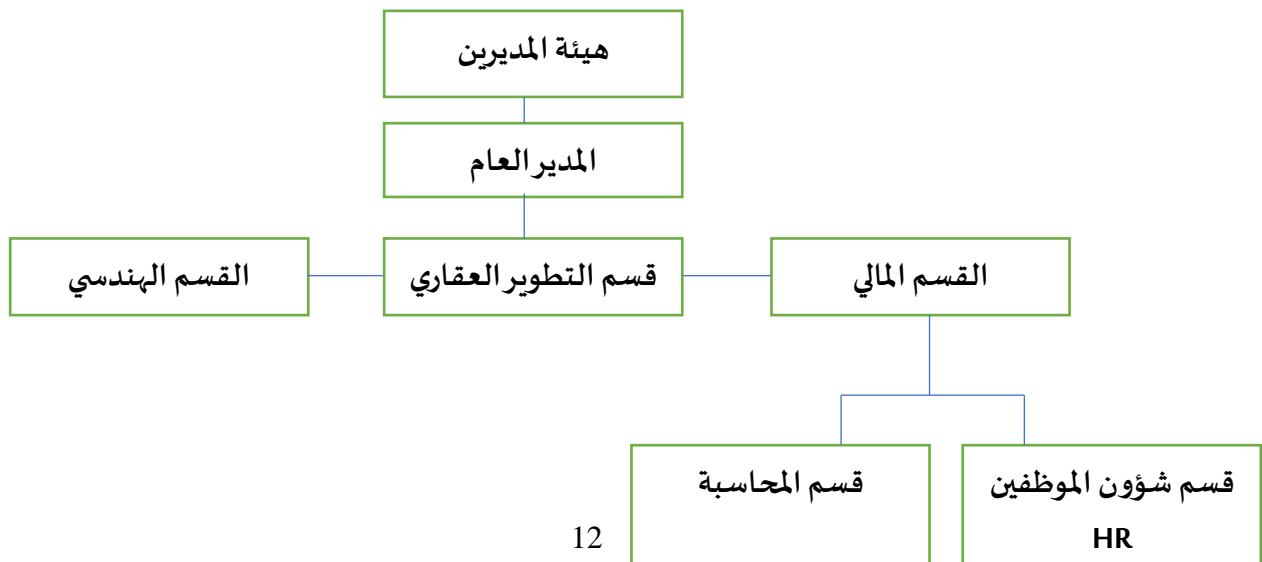 هيئة المديرين
المدير العام
القسم المالي
قسم التطوير العقاري
القسم الهندسي
قسم شؤون الموظفين
HR
قسم المحاسبة
12